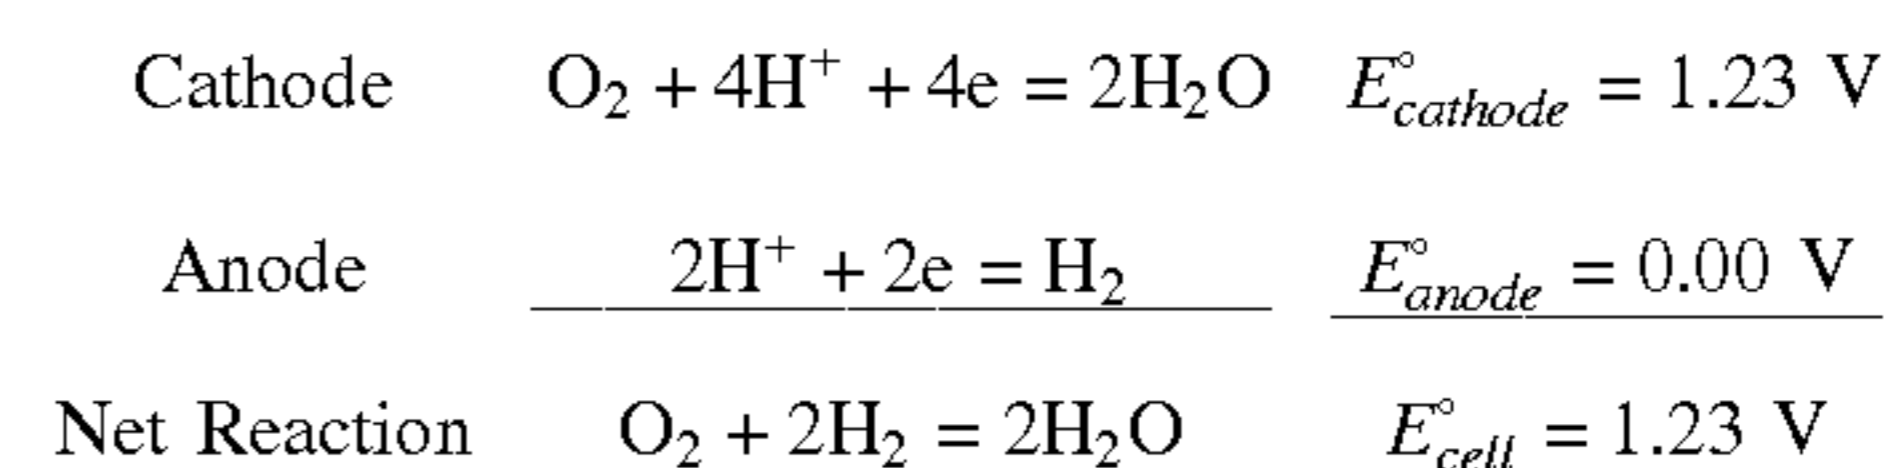 Cathode O₂ + 4H⁺ + 4e = 2H₂O E°cathode = 1.23 V
Anode 2H⁺ + 2e = H₂ E°anode = 0.00 V
Net Reaction O₂ + 2H₂ = 2H₂O E°cell = 1.23 V